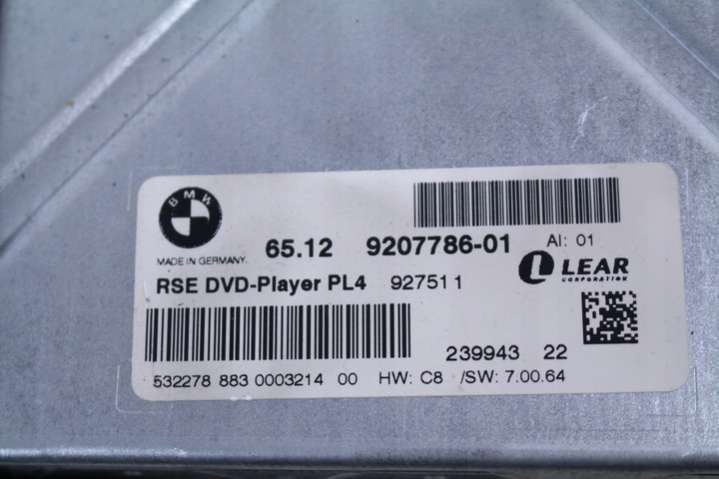 BMW
MADE IN GERMANY.
65.12 9207786-01 AI: 01
LEAR
CORPORATION
RSE DVD-Player PL4 927511
239943 22
532278 883 0003214 00 HW: C8 /SW: 7.00.64